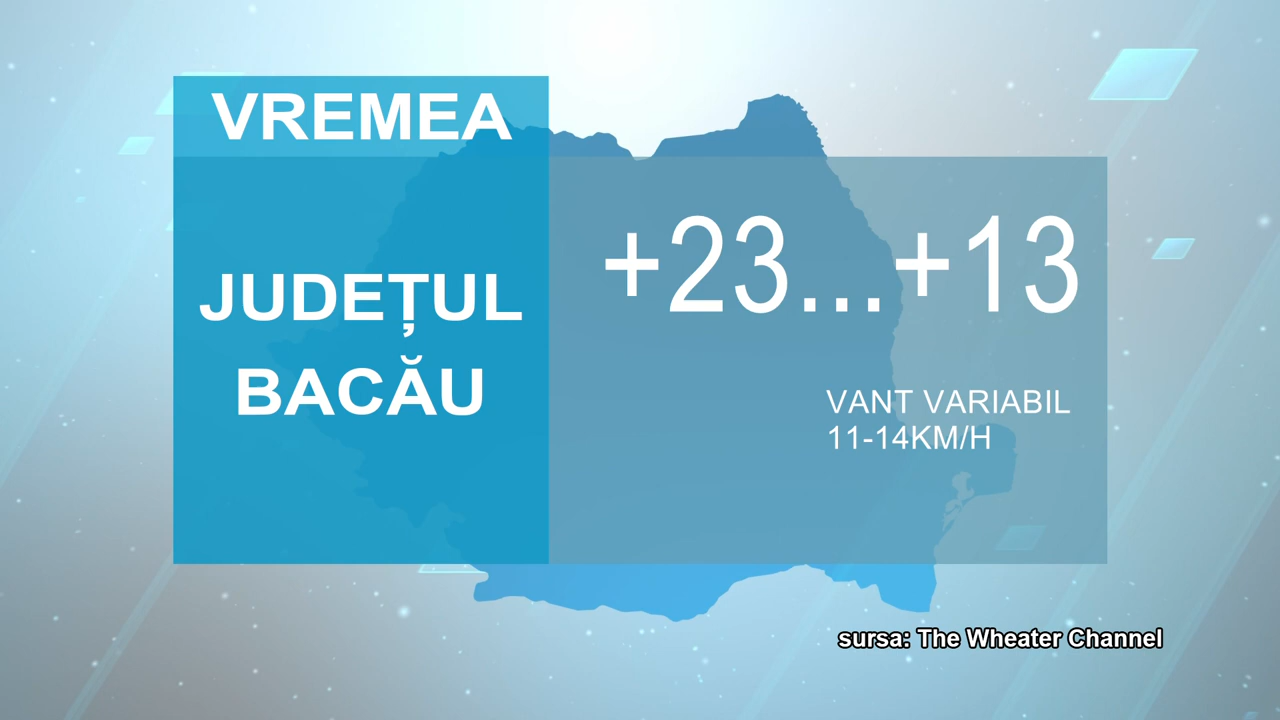 VREMEA
JUDEȚUL
BACĂU
+23...+13
VANT VARIABIL
11-14KM/H
sursa: The Wheater Channel